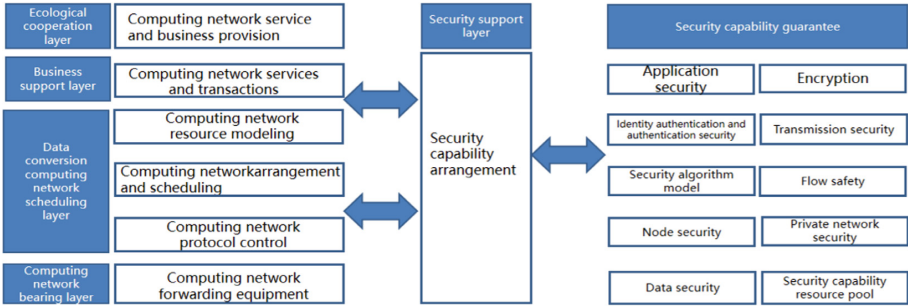 Ecological
cooperation
layer
Computing network service
and business provision
Business
support layer
Computing network services
and transactions
Data
conversion
computing
network
scheduling
layer
Computing network
resource modeling
Computing networkarrangement
and scheduling
Computing network
protocol control
Computing
network
bearing layer
Computing network
forwarding equipment
Security support
layer
Security
capability
arrangement
Security capability guarantee
Application
security
Encryption
Identity authentication and
authentication security
Transmission security
Security algorithm
model
Flow safety
Node security
Private network
security
Data security
Security capability
resource pool